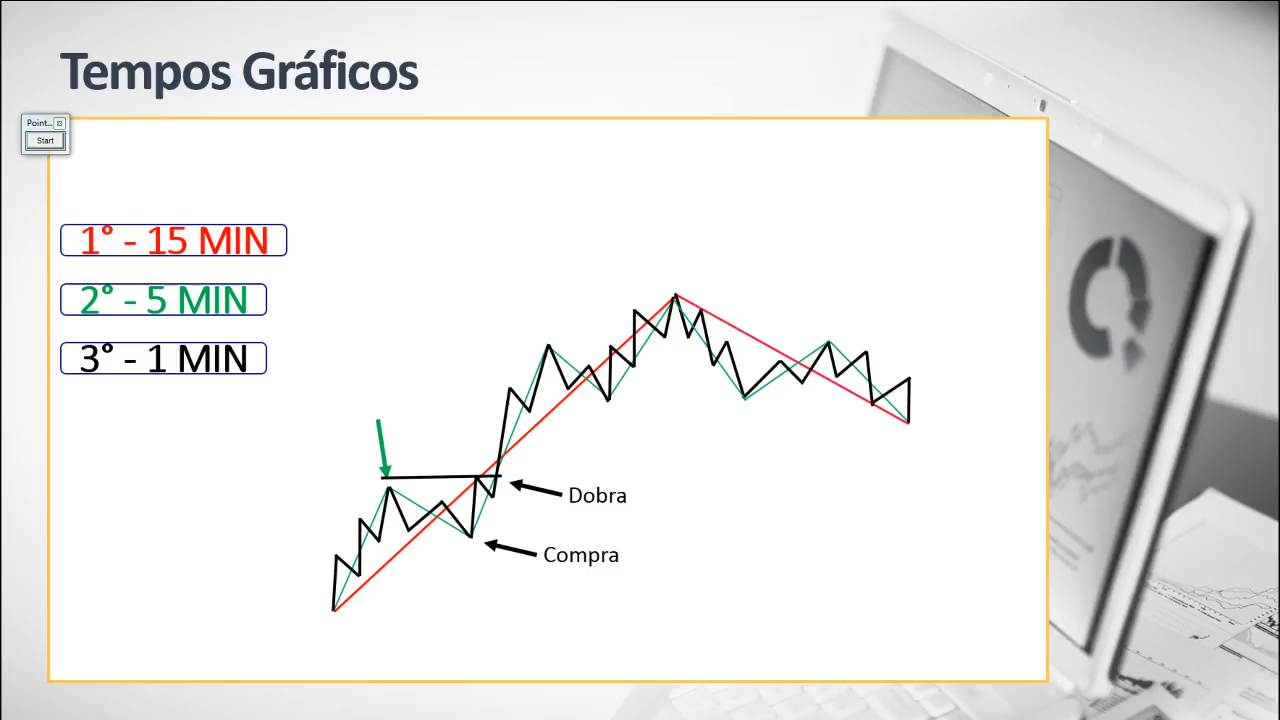 Tempos Gráficos
Point...
Start
1° - 15 MIN
2° - 5 MIN
3° - 1 MIN
Dobra
Compra